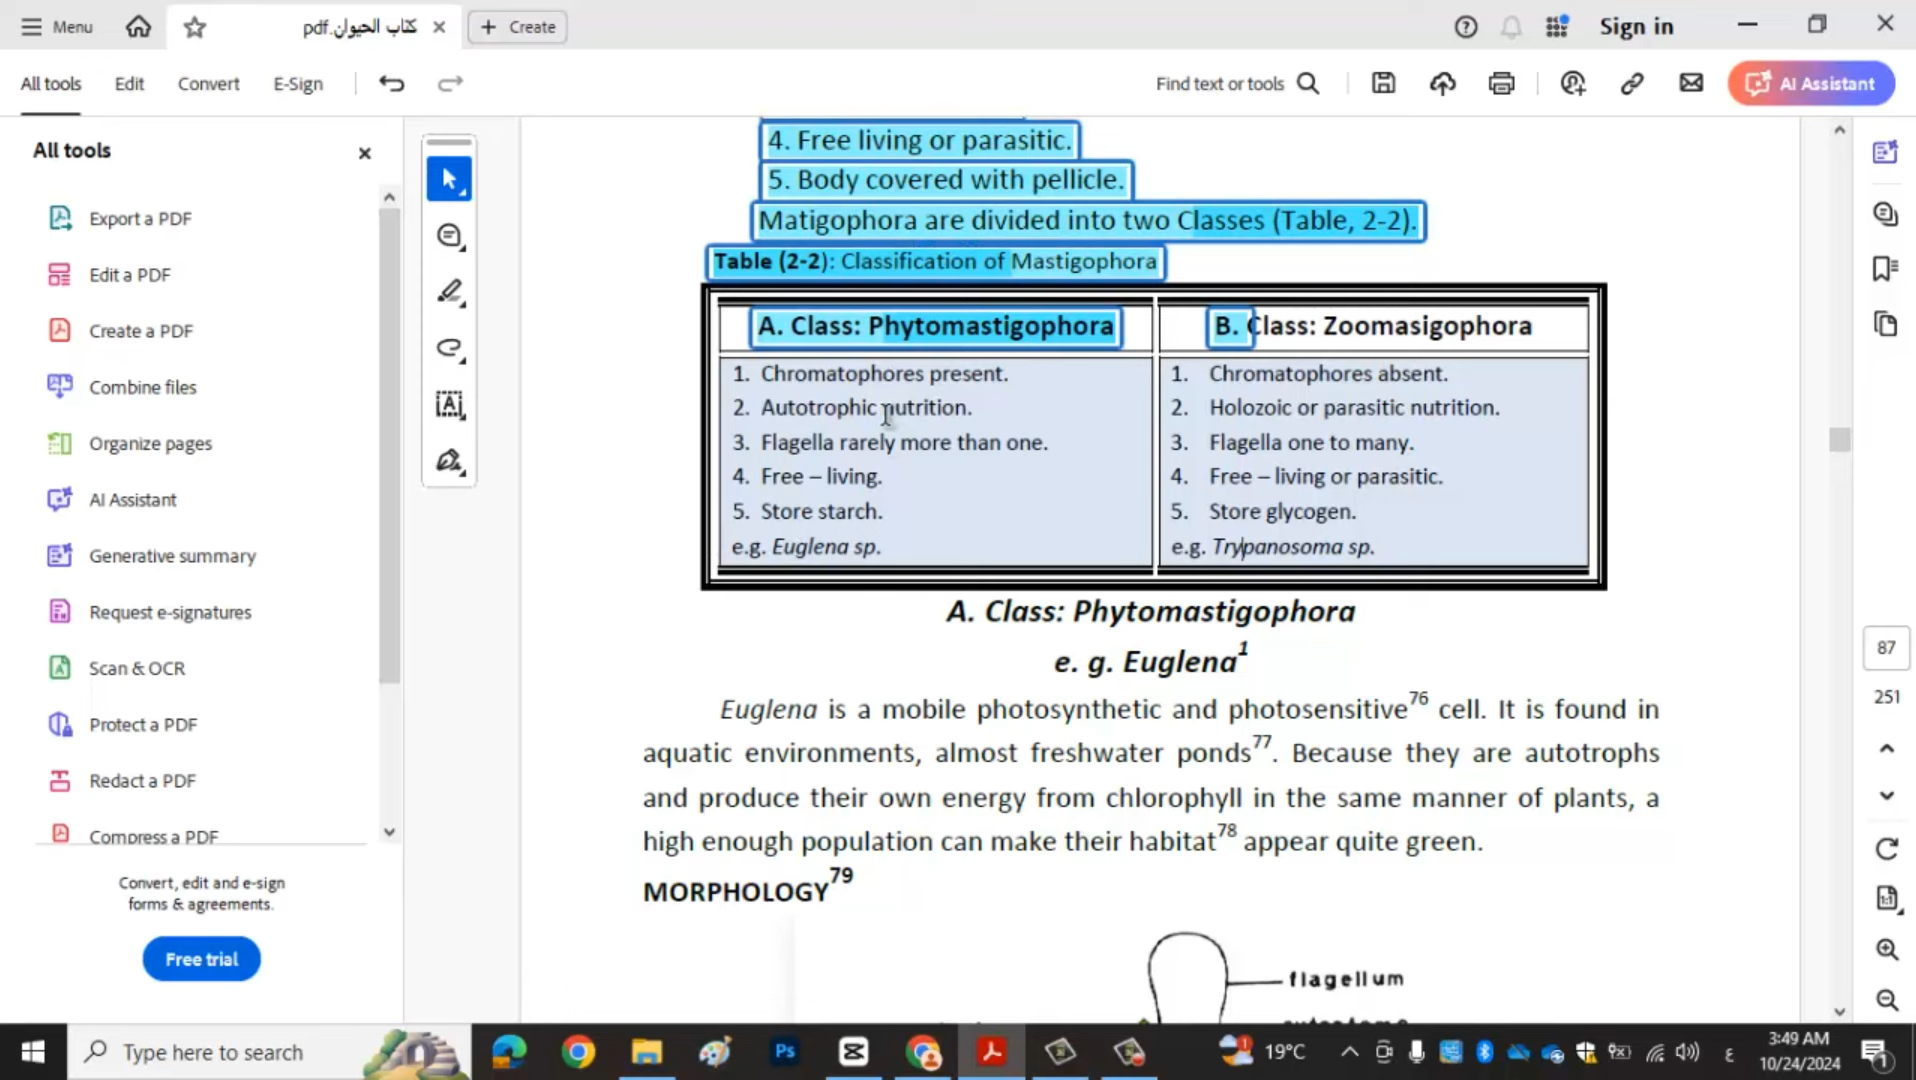 Menu
كتاب الحيوان.pdf
Create
Sign in
All tools
Edit
Convert
E-Sign
Find text or tools
AI Assistant
All tools
Export a PDF
Edit a PDF
Create a PDF
Combine files
Organize pages
AI Assistant
Generative summary
Request e-signatures
Scan & OCR
Protect a PDF
Redact a PDF
Compress a PDF
Convert, edit and e-sign
forms & agreements.
Free trial
4. Free living or parasitic.
5. Body covered with pellicle.
Matigophora are divided into two Classes (Table, 2-2).
Table (2-2): Classification of Mastigophora
A. Class: Phytomastigophora
1. Chromatophores present.
2. Autotrophic nutrition.
3. Flagella rarely more than one.
4. Free – living.
5. Store starch.
e.g. Euglena sp.
B. Class: Zoomasigophora
1. Chromatophores absent.
2. Holozoic or parasitic nutrition.
3. Flagella one to many.
4. Free – living or parasitic.
5. Store glycogen.
e.g. Trypanosoma sp.
A. Class: Phytomastigophora
e. g. Euglena1
Euglena is a mobile photosynthetic and photosensitive76 cell. It is found in
aquatic environments, almost freshwater ponds77. Because they are autotrophs
and produce their own energy from chlorophyll in the same manner of plants, a
high enough population can make their habitat78 appear quite green.
MORPHOLOGY79
flagellum
87
251
Type here to search
Ps
19°C
ع
3:49 AM
10/24/2024
1